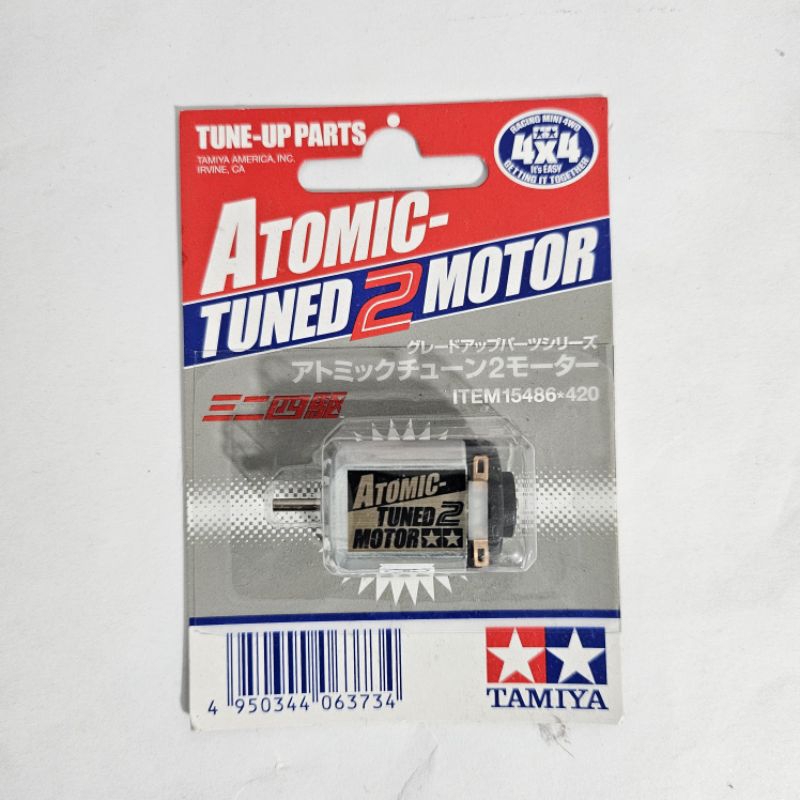 TUNE-UP PARTS
TAMIYA AMERICA, INC.
IRVINE, CA
RACING MINI 4WD
4x4
It's EASY
GETTING IT TOGETHER
ATOMIC-
TUNED 2 MOTOR
グレードアップパーツシリーズ
アトミックチューン2モーター
ITEM 15486★420
ミニ四駆
ATOMIC-
TUNED 2
MOTOR
4 950344 063734
TAMIYA